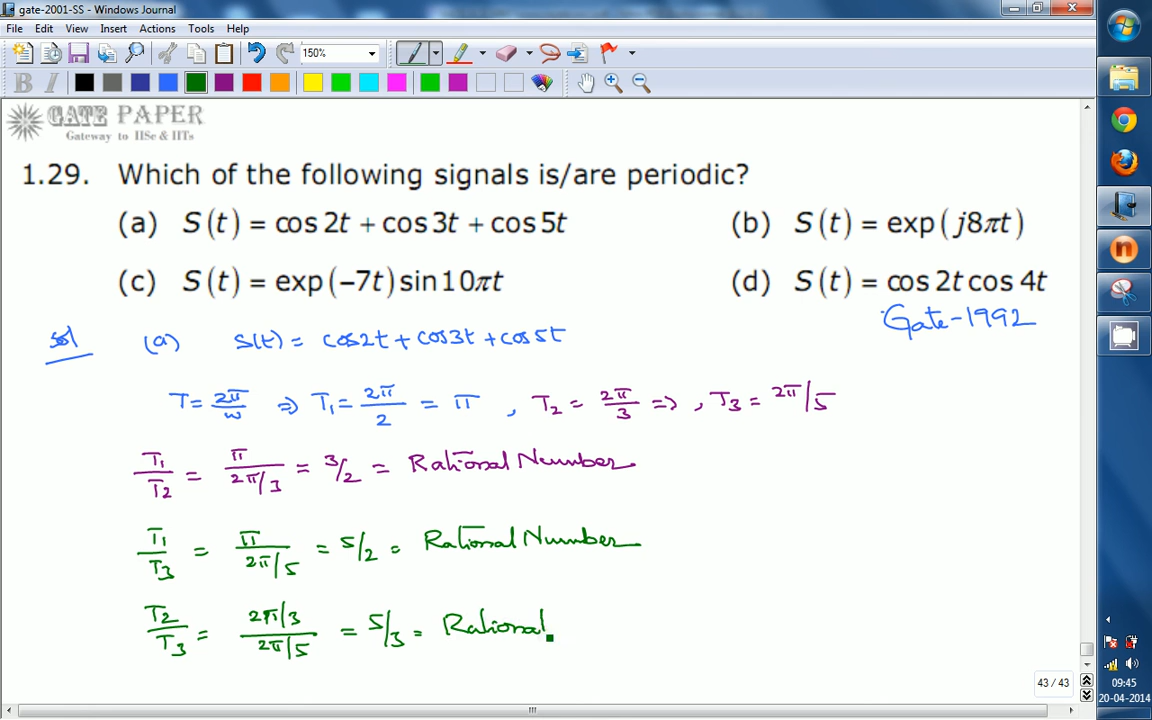 gate-2001-SS - Windows Journal
File Edit View Insert Actions Tools Help
150%
B I
GATE PAPER
Gateway to IISc & IITs
1.29. Which of the following signals is/are periodic?
(a) S(t) = cos 2t + cos 3t + cos 5t (b) S(t) = exp(j8πt)
(c) S(t) = exp(−7t) sin 10πt (d) S(t) = cos 2t cos 4t
Gate-1992
Sol (a) S(t) = cos2t + cos3t + cos5t
T = 2π/ω ⇒ T1 = 2π/2 = π , T2 = 2π/3 ⇒ , T3 = 2π/5
T1/T2 = π/(2π/3) = 3/2 = Rational Number
T1/T3 = π/(2π/5) = 5/2 = Rational Number
T2/T3 = (2π/3)/(2π/5) = 5/3 = Rational
43 / 43
09:45
20-04-2014